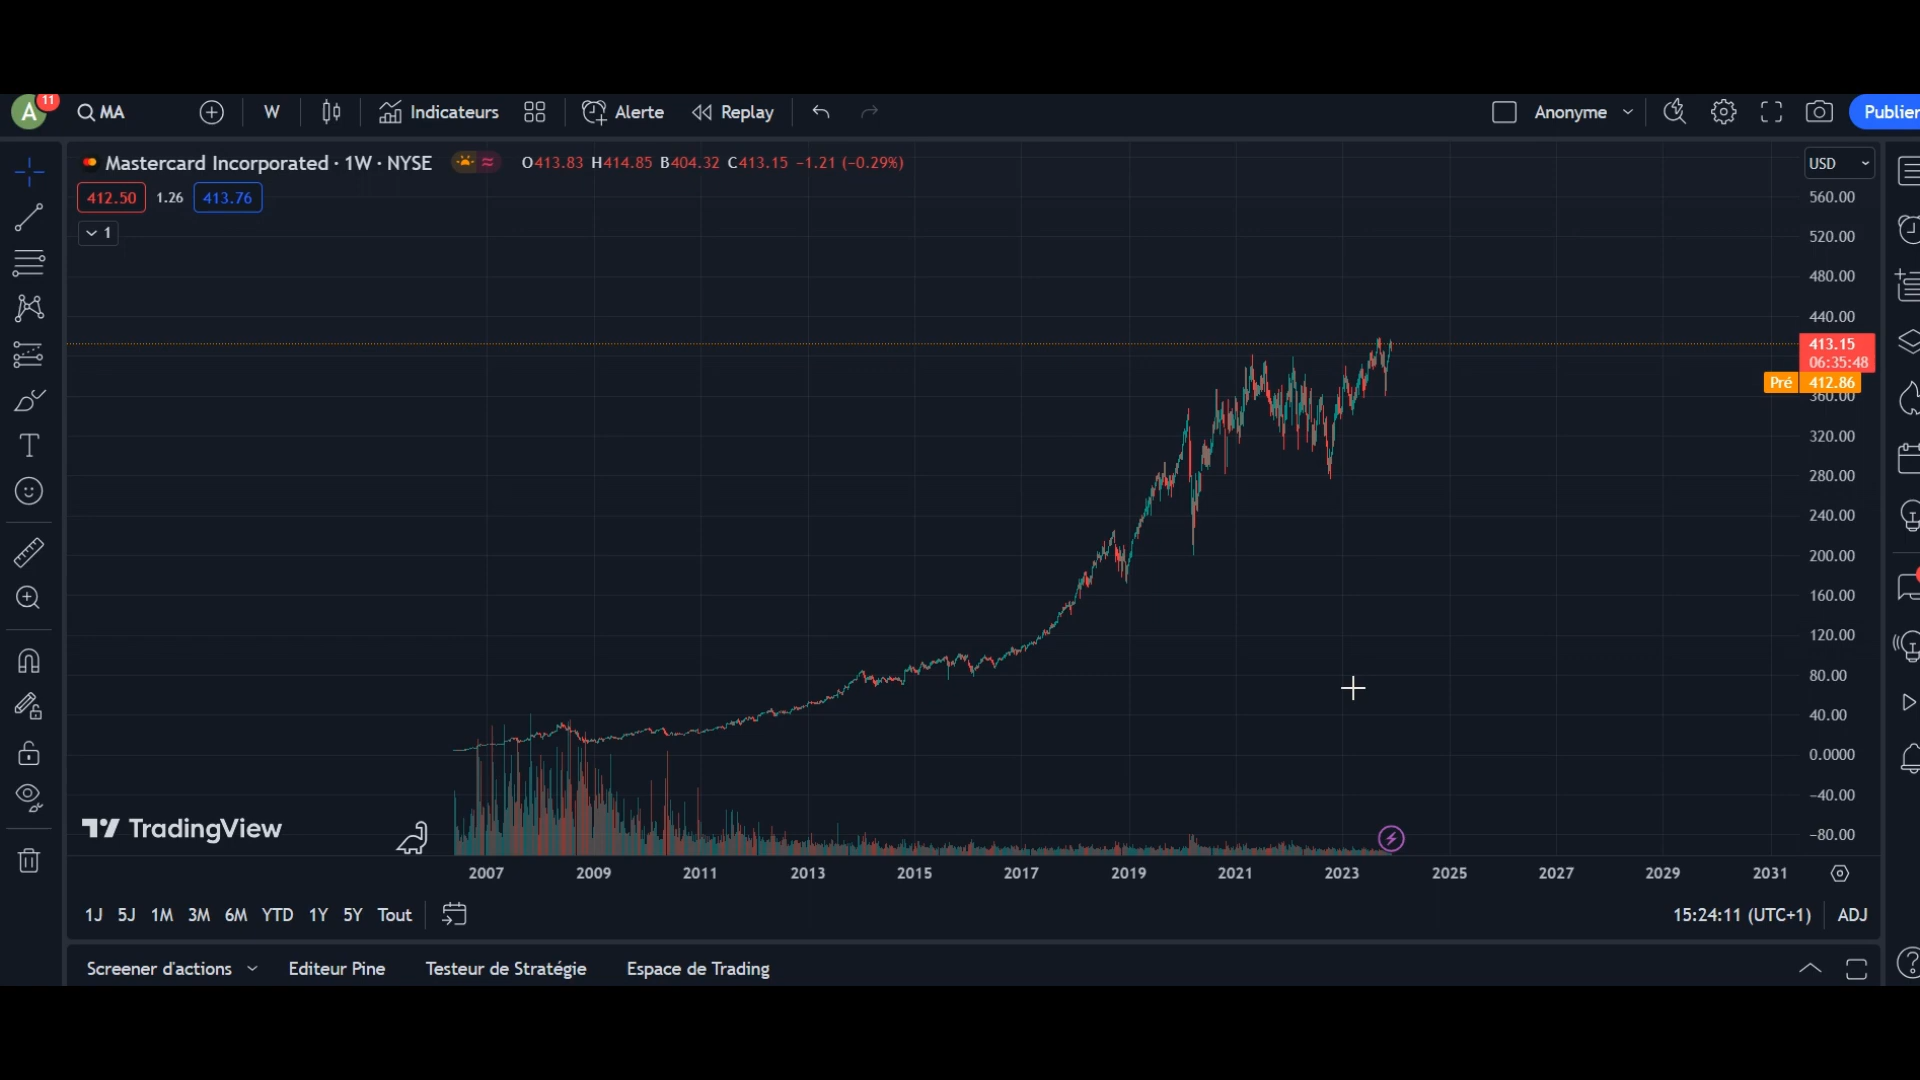 A 11 MA W Indicateurs Alerte Replay Anonyme Publier
Mastercard Incorporated · 1W · NYSE O413.83 H414.85 B404.32 C413.15 −1.21 (−0.29%) USD
412.50 1.26 413.76
1
560.00
520.00
480.00
440.00
413.15
06:35:48
Pré 412.86
360.00
320.00
280.00
240.00
200.00
160.00
120.00
80.00
40.00
0.0000
−40.00
−80.00
TradingView
2007 2009 2011 2013 2015 2017 2019 2021 2023 2025 2027 2029 2031
1J 5J 1M 3M 6M YTD 1Y 5Y Tout 15:24:11 (UTC+1) ADJ
Screener d'actions Editeur Pine Testeur de Stratégie Espace de Trading